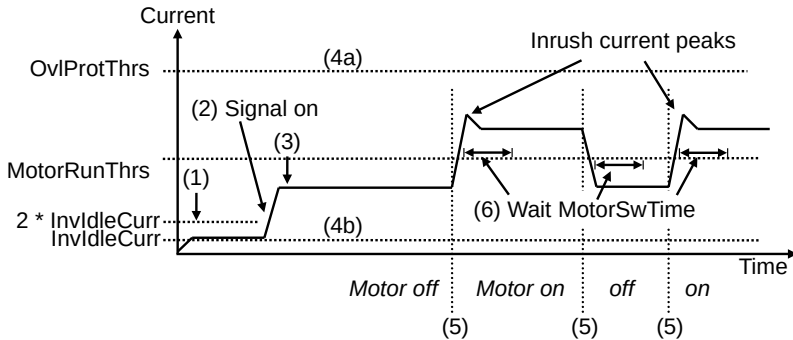 Current
OvlProtThrs
(4a)
Inrush current peaks
(2) Signal on
(3)
MotorRunThrs
(1)
2 * InvIdleCurr
InvIdleCurr
(4b)
(6) Wait MotorSwTime
Time
Motor off
Motor on
off
on
(5)
(5)
(5)